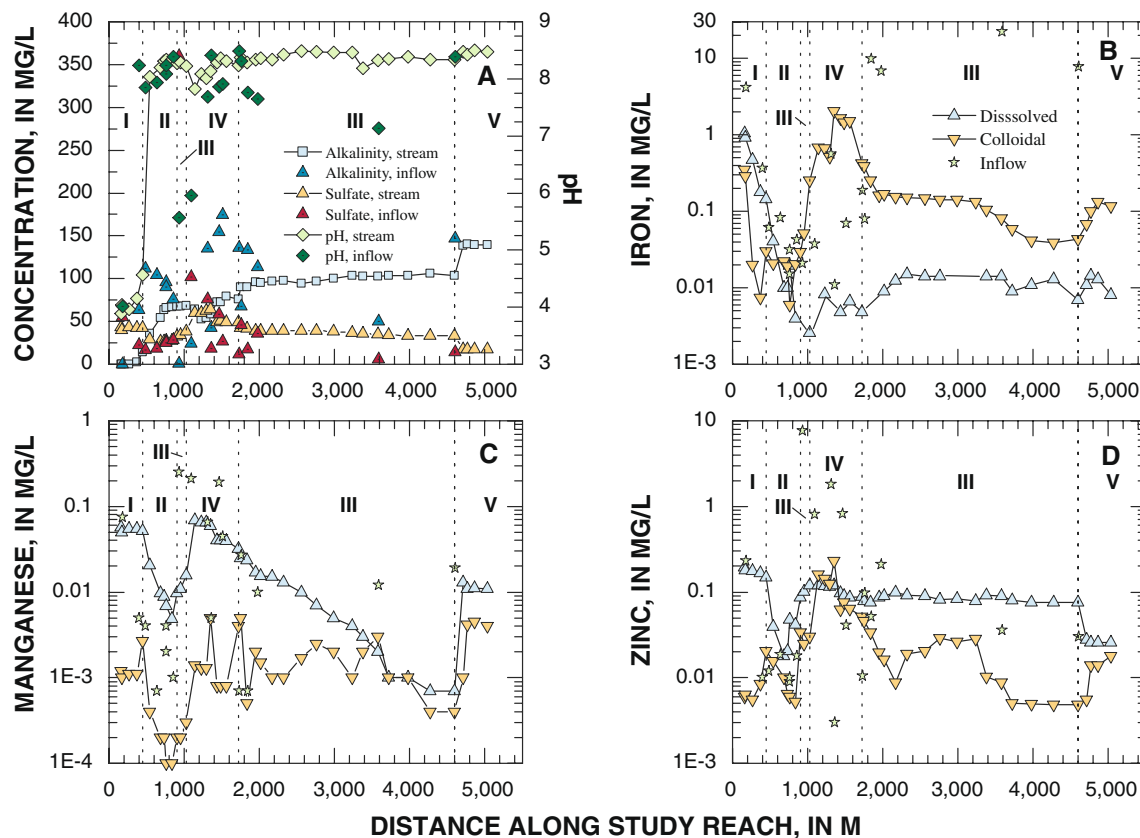 CONCENTRATION, IN MG/L
400
350
300
250
200
150
100
50
0
9
8
7
6
5
4
3
pH
A
I
II
III
IV
III
V
Alkalinity, stream
Alkalinity, inflow
Sulfate, stream
Sulfate, inflow
pH, stream
pH, inflow
0 1,000 2,000 3,000 4,000 5,000
IRON, IN MG/L
10
1
0.1
0.01
1E-3
B
I
II
III
IV
III
V
Disssolved
Colloidal
Inflow
0 1,000 2,000 3,000 4,000 5,000
MANGANESE, IN MG/L
1
0.1
0.01
1E-3
1E-4
C
I
II
III
IV
III
V
0 1,000 2,000 3,000 4,000 5,000
ZINC, IN MG/L
10
1
0.1
0.01
1E-3
D
I
II
III
IV
III
V
0 1,000 2,000 3,000 4,000 5,000
DISTANCE ALONG STUDY REACH, IN M